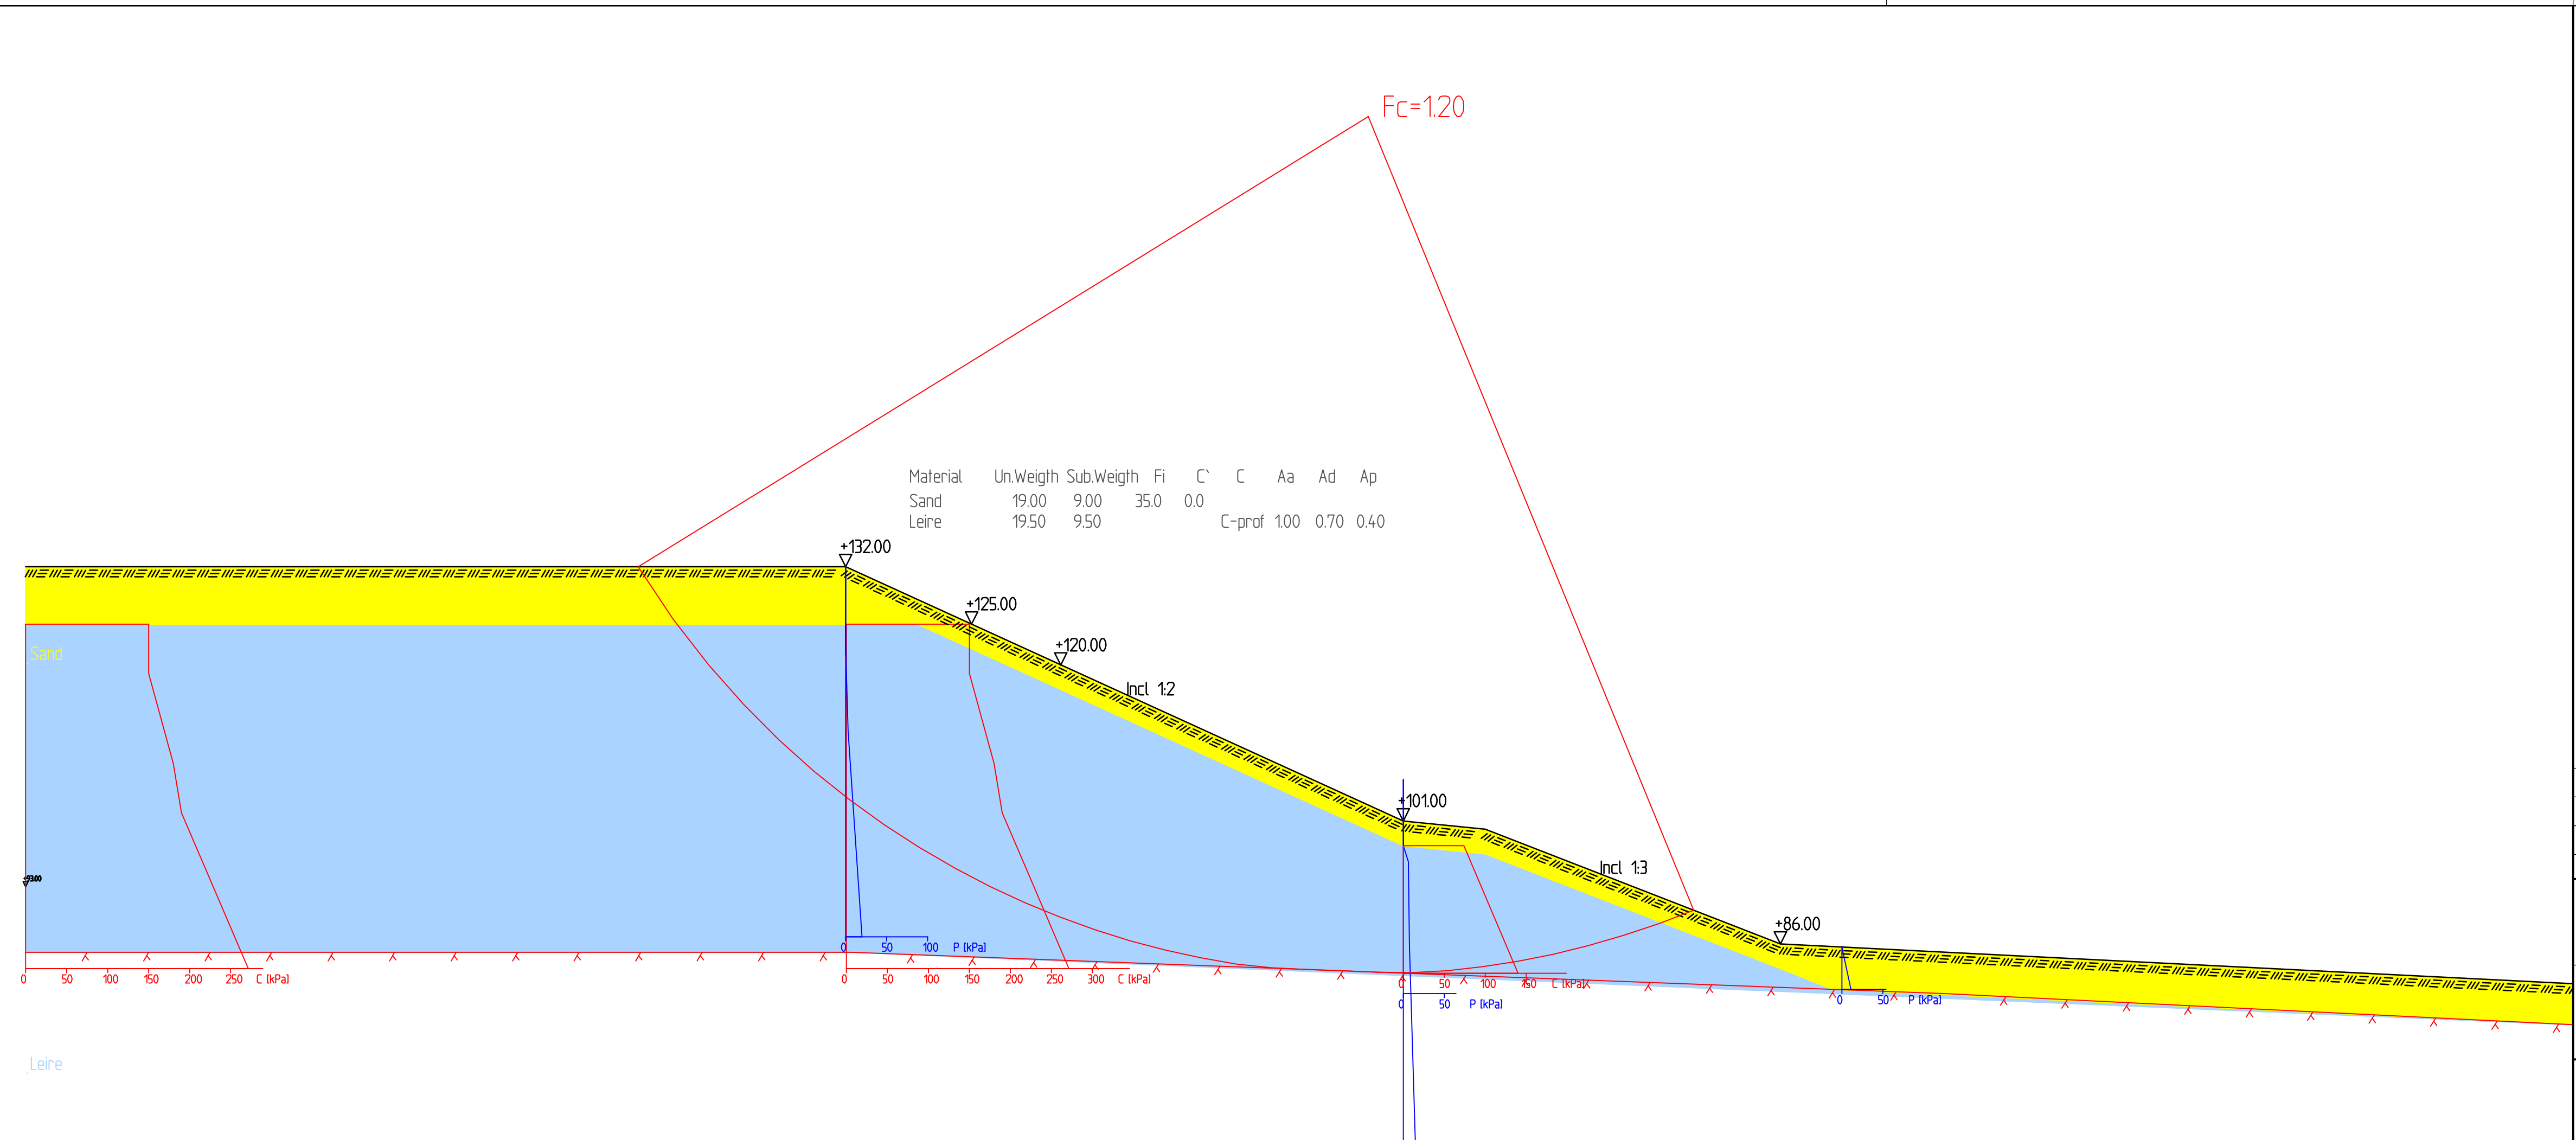 Fc=1.20
Material Un.Weigth Sub.Weigth Fi C` C Aa Ad Ap
Sand 19.00 9.00 35.0 0.0
Leire 19.50 9.50 C-prof 1.00 0.70 0.40
+132.00
+125.00
+120.00
Sand
Incl 1:2
+101.00
Incl 1:3
+86.00
0 50 100 P [kPa]
0 50 100 150 200 250 C [kPa]
0 50 100 150 200 250 300 C [kPa]
0 50 100 150 C [kPa]
0 50 P [kPa]
0 50 P [kPa]
Leire